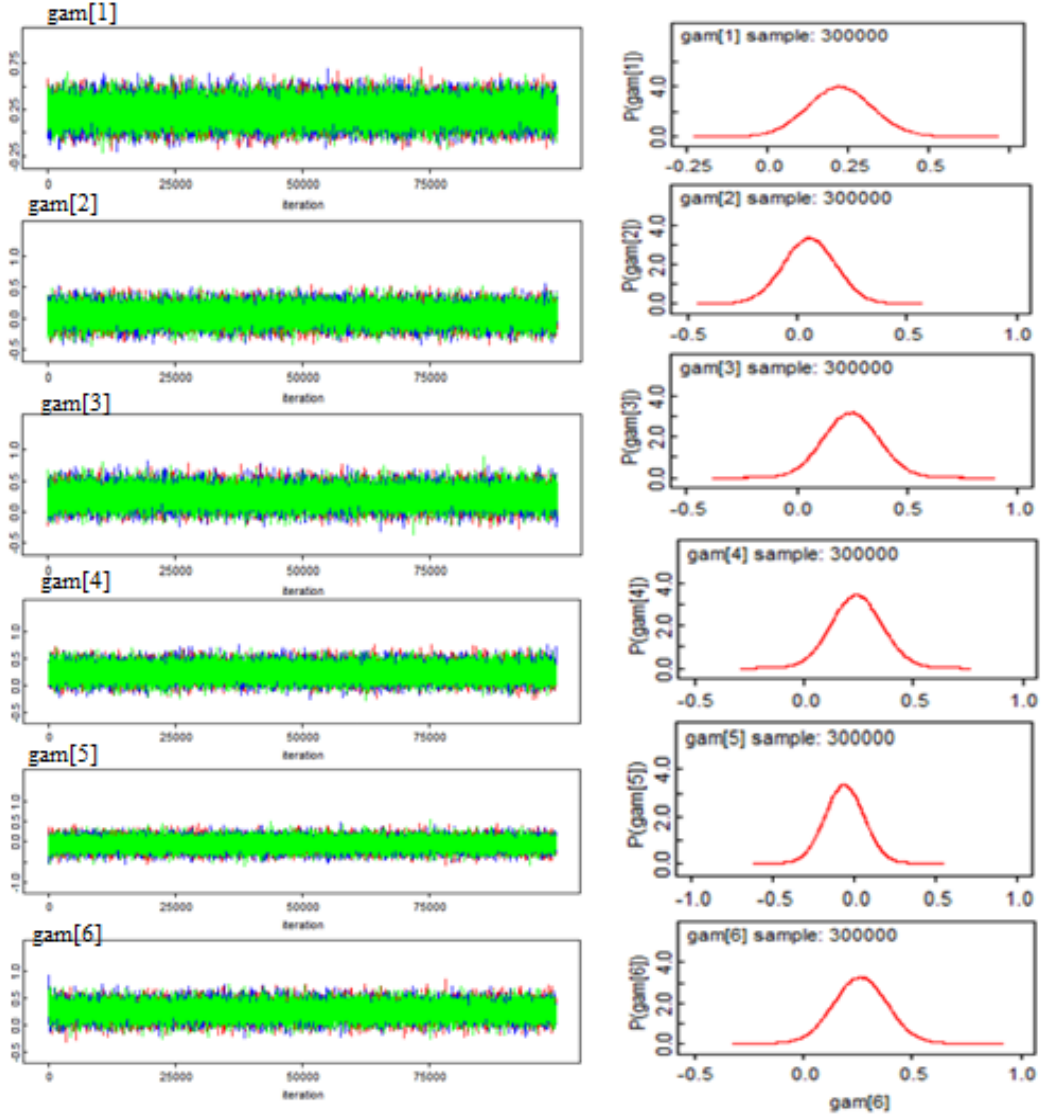 gam[1]
0.75
0.25
-0.25
0 25000 50000 75000
iteration
gam[1] sample: 300000
P(gam[1])
4.0
0.0
-0.25 0.0 0.25 0.5
gam[2]
1.0
0.5
0.0
-0.5
0 25000 50000 75000
iteration
gam[2] sample: 300000
P(gam[2])
4.0
2.0
0.0
-0.5 0.0 0.5 1.0
gam[3]
1.0
0.5
0.0
-0.5
0 25000 50000 75000
iteration
gam[3] sample: 300000
P(gam[3])
4.0
2.0
0.0
-0.5 0.0 0.5 1.0
gam[4]
1.0
0.5
0.0
-0.5
0 25000 50000 75000
iteration
gam[4] sample: 300000
P(gam[4])
4.0
2.0
0.0
-0.5 0.0 0.5 1.0
gam[5]
1.0
0.5
0.0
-1.0
0 25000 50000 75000
iteration
gam[5] sample: 300000
P(gam[5])
4.0
2.0
0.0
-1.0 -0.5 0.0 0.5 1.0
gam[6]
1.0
0.5
0.0
-0.5
0 25000 50000 75000
iteration
gam[6] sample: 300000
P(gam[6])
4.0
2.0
0.0
-0.5 0.0 0.5 1.0
gam[6]